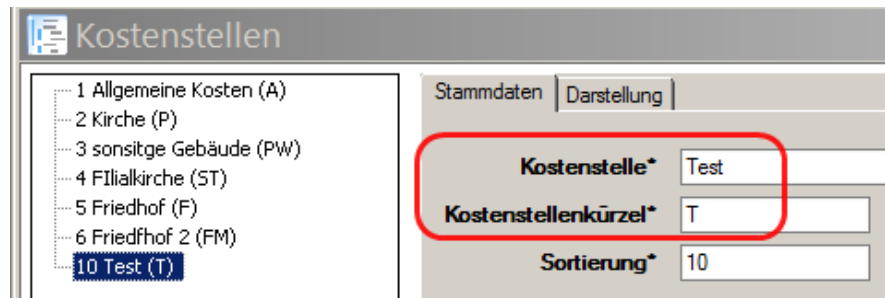 Kostenstellen
1 Allgemeine Kosten (A)
2 Kirche (P)
3 sonsitge Gebäude (PW)
4 FIlialkirche (ST)
5 Friedhof (F)
6 Friedfhof 2 (FM)
10 Test (T)
Stammdaten Darstellung
Kostenstelle* Test
Kostenstellenkürzel* T
Sortierung* 10